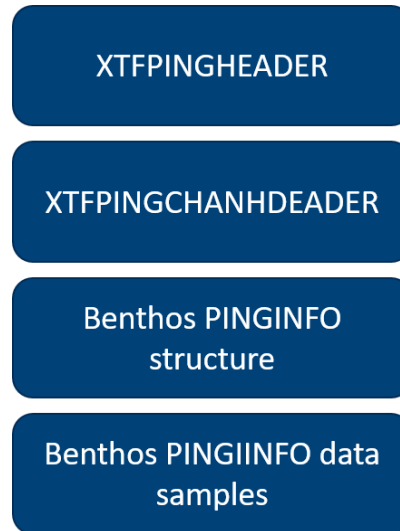 XTFPINGHEADER
XTFPINGCHANHDEADER
Benthos PINGINFO
structure
Benthos PINGIINFO data
samples